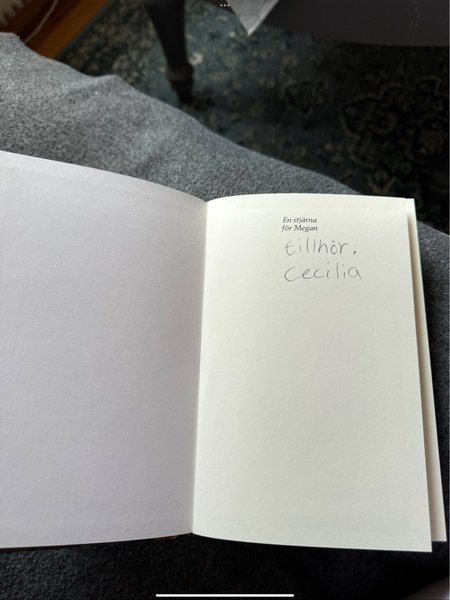 En stjärna
för Megan
tillhör:
cecilia